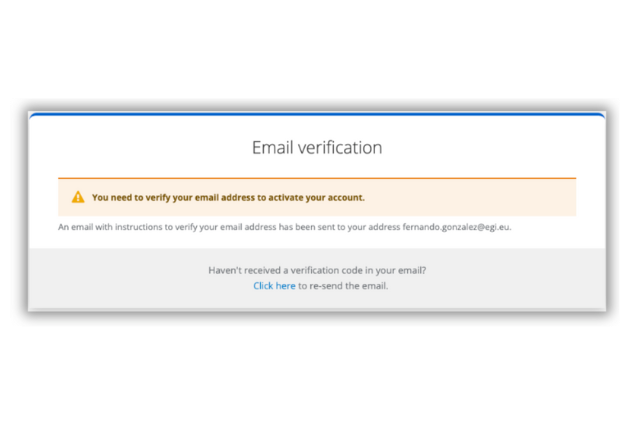 Email verification
You need to verify your email address to activate your account.
An email with instructions to verify your email address has been sent to your address fernando.gonzalez@egi.eu.
Haven't received a verification code in your email?
Click here to re-send the email.